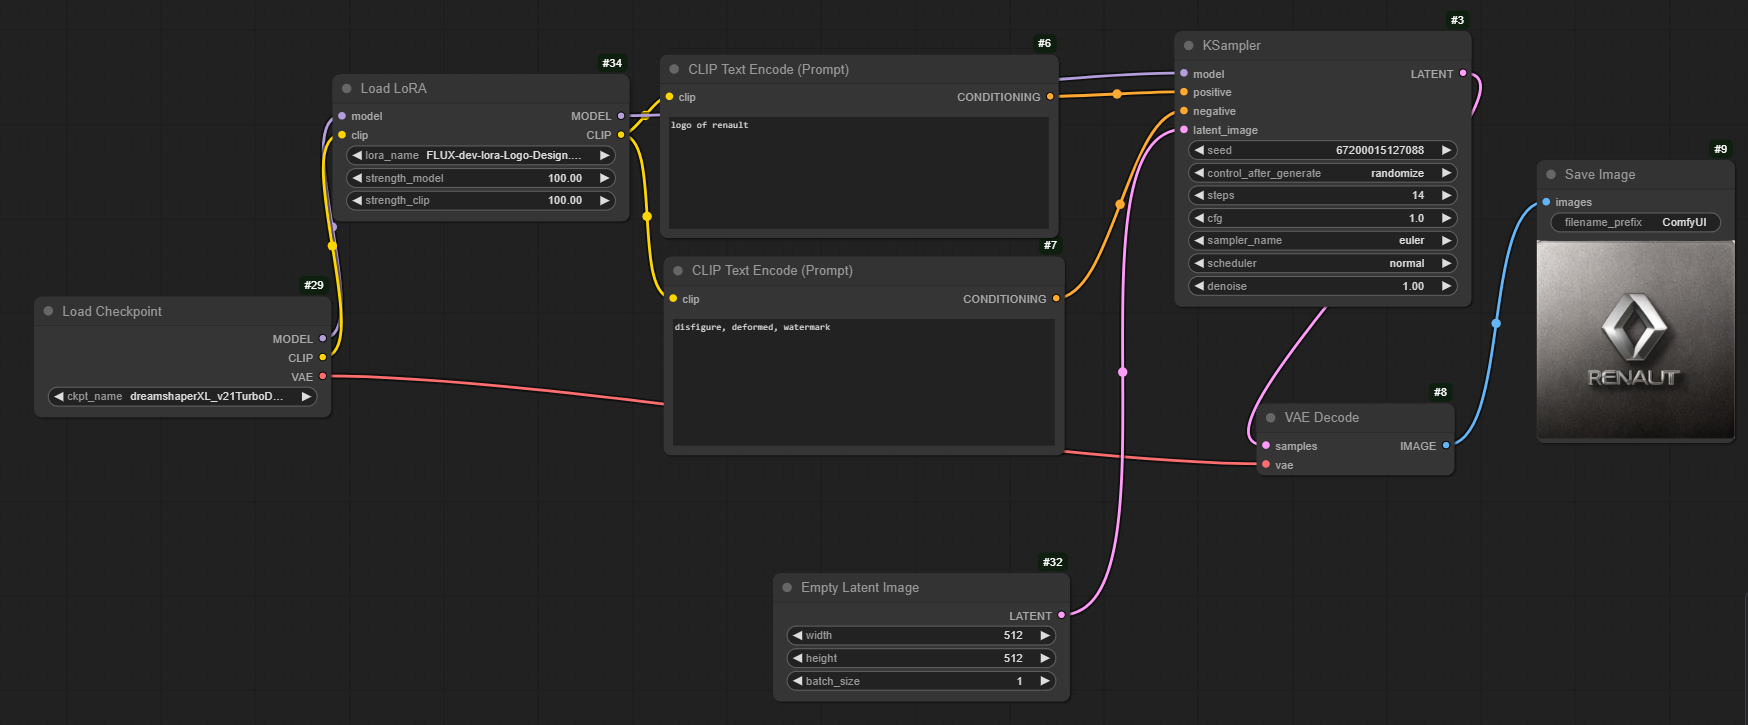 #29
Load Checkpoint
MODEL
CLIP
VAE
ckpt_name dreamshaperXL_v21TurboD...
#34
Load LoRA
model MODEL
clip CLIP
lora_name FLUX-dev-lora-Logo-Design....
strength_model 100.00
strength_clip 100.00
#6
CLIP Text Encode (Prompt)
clip CONDITIONING
logo of renault
#7
CLIP Text Encode (Prompt)
clip CONDITIONING
disfigure, deformed, watermark
#32
Empty Latent Image
LATENT
width 512
height 512
batch_size 1
#3
KSampler
model LATENT
positive
negative
latent_image
seed 67200015127088
control_after_generate randomize
steps 14
cfg 1.0
sampler_name euler
scheduler normal
denoise 1.00
#8
VAE Decode
samples IMAGE
vae
#9
Save Image
images
filename_prefix ComfyUI